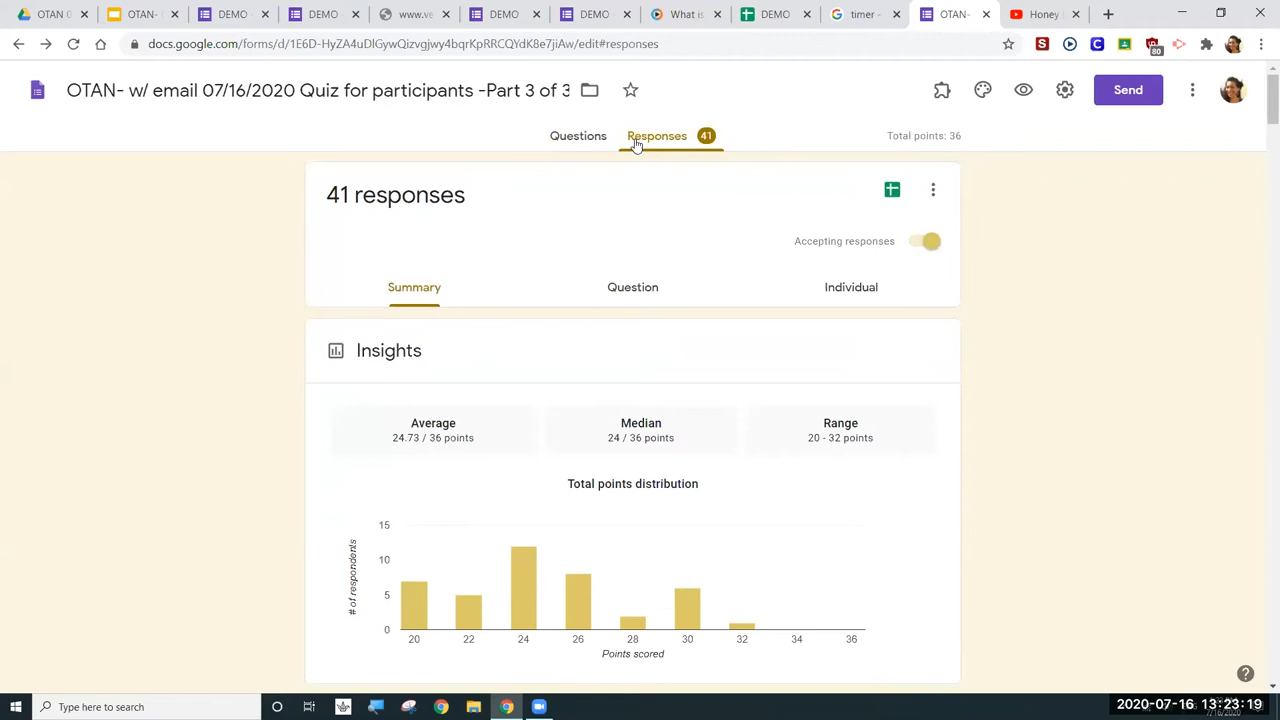 OTAN G
OTAN-
DEMO
DEMO
www.ve
DEMO
DEMO
What is
DEMO
timer -
OTAN-
Honey
docs.google.com/forms/d/1E6D-HyZA4uDlGywQizvgJwy4bqrKpRRCQYdK8e7jiAw/edit#responses
80
OTAN- w/ email 07/16/2020 Quiz for participants -Part 3 of 3
Send
Questions
Responses 41
Total points: 36
41 responses
Accepting responses
Summary
Question
Individual
Insights
Average
24.73 / 36 points
Median
24 / 36 points
Range
20 - 32 points
Total points distribution
# of respondents
15
10
5
0
20 22 24 26 28 30 32 34 36
Points scored
Type here to search
2020-07-16 13:23:19